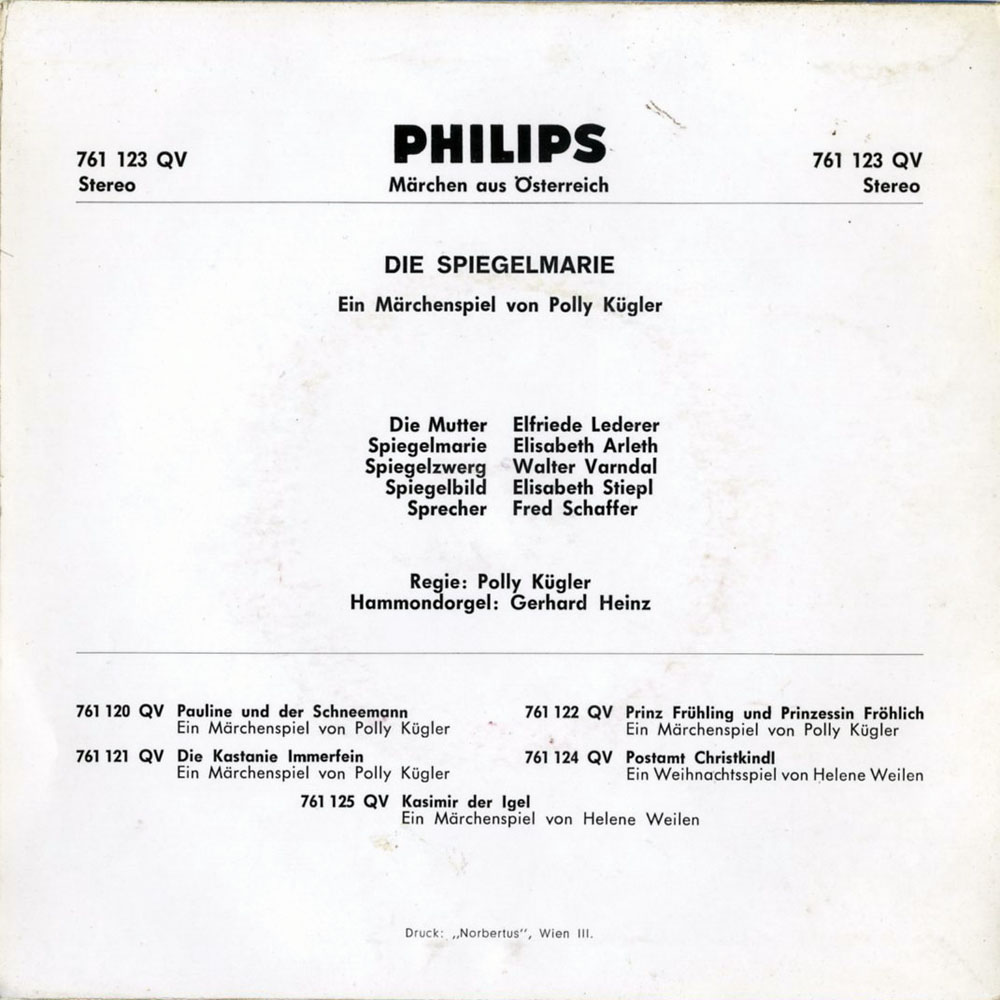 PHILIPS
761 123 QV 761 123 QV
Stereo Märchen aus Österreich Stereo
DIE SPIEGELMARIE
Ein Märchenspiel von Polly Kügler
Die Mutter Elfriede Lederer
Spiegelmarie Elisabeth Arleth
Spiegelzwerg Walter Varndal
Spiegelbild Elisabeth Stiepl
Sprecher Fred Schaffer
Regie: Polly Kügler
Hammondorgel: Gerhard Heinz
761 120 QV Pauline und der Schneemann
Ein Märchenspiel von Polly Kügler
761 121 QV Die Kastanie Immerfein
Ein Märchenspiel von Polly Kügler
761 122 QV Prinz Frühling und Prinzessin Fröhlich
Ein Märchenspiel von Polly Kügler
761 124 QV Postamt Christkindl
Ein Weihnachtsspiel von Helene Weilen
761 125 QV Kasimir der Igel
Ein Märchenspiel von Helene Weilen
Druck: „Norbertus“, Wien III.